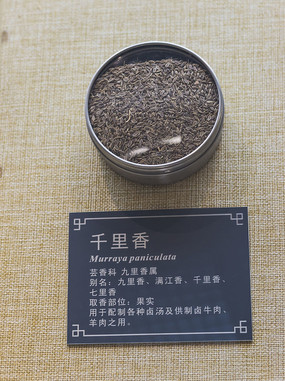 千里香
Murraya paniculata
芸香科 九里香属
别名：九里香、满江香、千里香、
七里香
取香部位：果实
用于配制各种卤汤及供制卤牛肉、
羊肉之用。